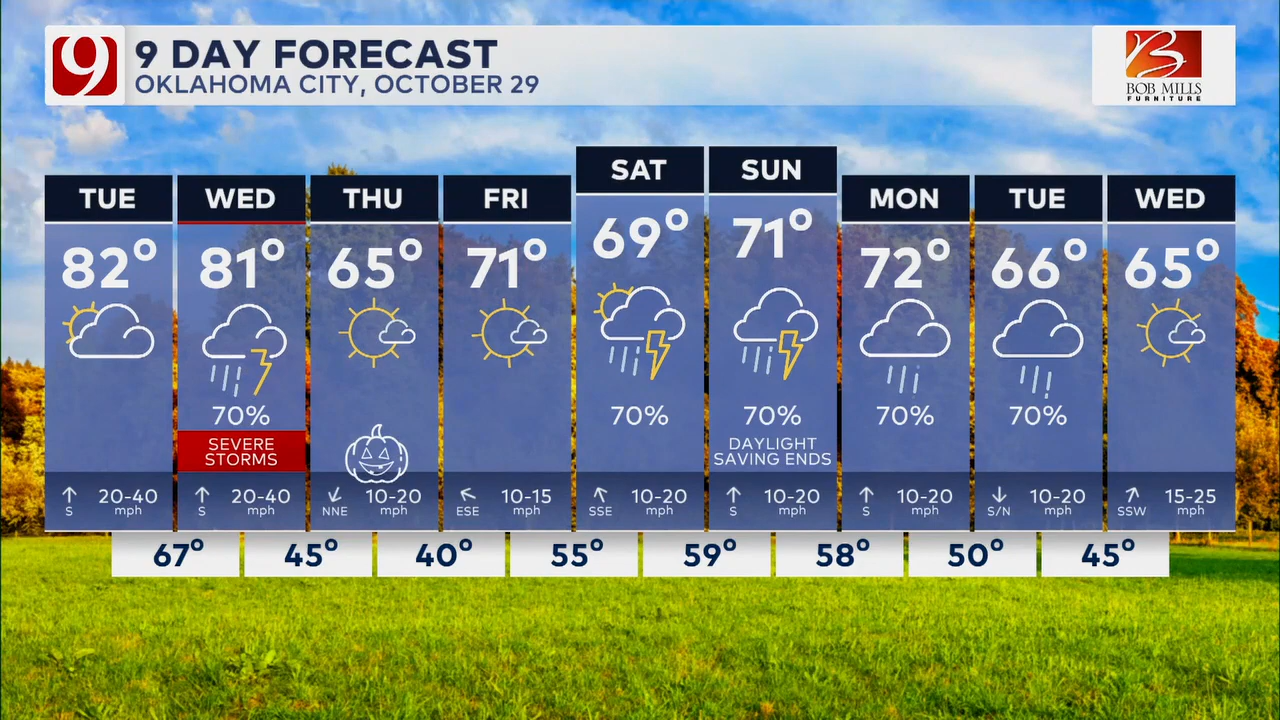 9
9 DAY FORECAST
OKLAHOMA CITY, OCTOBER 29
B
BOB MILLS
FURNITURE
TUE
82°
S
20-40
mph
WED
81°
70%
SEVERE
STORMS
S
20-40
mph
THU
65°
NNE
10-20
mph
FRI
71°
ESE
10-15
mph
SAT
69°
70%
SSE
10-20
mph
SUN
71°
70%
DAYLIGHT
SAVING ENDS
S
10-20
mph
MON
72°
70%
S
10-20
mph
TUE
66°
70%
S/N
10-20
mph
WED
65°
SSW
15-25
mph
67° 45° 40° 55° 59° 58° 50° 45°